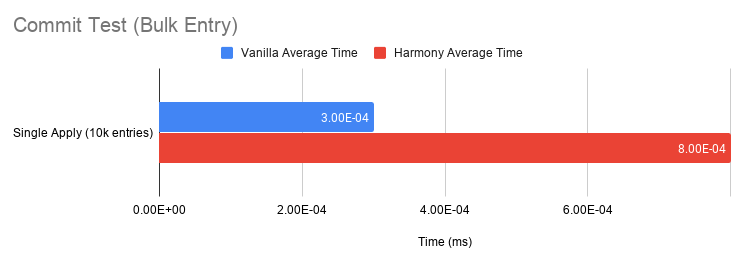 Commit Test (Bulk Entry)
Vanilla Average Time Harmony Average Time
3.00E-04
Single Apply (10k entries)
8.00E-04
0.00E+00 2.00E-04 4.00E-04 6.00E-04
Time (ms)